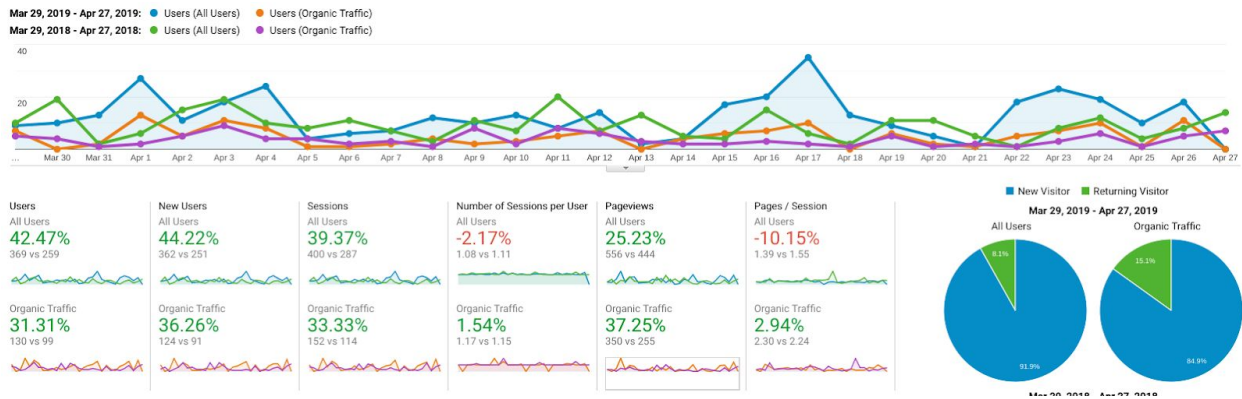 Mar 29, 2019 - Apr 27, 2019: Users (All Users) Users (Organic Traffic)
Mar 29, 2018 - Apr 27, 2018: Users (All Users) Users (Organic Traffic)
40
20
... Mar 30 Mar 31 Apr 1 Apr 2 Apr 3 Apr 4 Apr 5 Apr 6 Apr 7 Apr 8 Apr 9 Apr 10 Apr 11 Apr 12 Apr 13 Apr 14 Apr 15 Apr 16 Apr 17 Apr 18 Apr 19 Apr 20 Apr 21 Apr 22 Apr 23 Apr 24 Apr 25 Apr 26 Apr 27
Users
All Users
42.47%
369 vs 259
Organic Traffic
31.31%
130 vs 99
New Users
All Users
44.22%
362 vs 251
Organic Traffic
36.26%
124 vs 91
Sessions
All Users
39.37%
400 vs 287
Organic Traffic
33.33%
152 vs 114
Number of Sessions per User
All Users
-2.17%
1.08 vs 1.11
Organic Traffic
1.54%
1.17 vs 1.15
Pageviews
All Users
25.23%
556 vs 444
Organic Traffic
37.25%
350 vs 255
Pages / Session
All Users
-10.15%
1.39 vs 1.55
Organic Traffic
2.94%
2.30 vs 2.24
New Visitor Returning Visitor
Mar 29, 2019 - Apr 27, 2019
All Users
8.1%
91.9%
Organic Traffic
15.1%
84.9%
Mar 29, 2018 - Apr 27, 2018